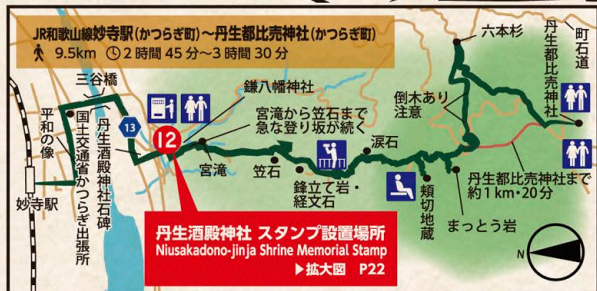 JR和歌山線妙寺駅(かつらぎ町)～丹生都比売神社(かつらぎ町)
9.5km 2時間45分～3時間30分
三谷橋
平和の像
国土交通省かつらぎ出張所
丹生酒殿神社石碑
妙寺駅
13
12
鎌八幡神社
宮滝から笠石まで
急な登り坂が続く
宮滝
笠石
鉾立て岩・
経文石
涙石
頬切地蔵
まっとう岩
倒木あり
注意
六本杉
丹生都比売神社
町石道
丹生都比売神社まで
約1km・20分
丹生酒殿神社 スタンプ設置場所
Niusakadono-jinja Shrine Memorial Stamp
▶拡大図 P22
N